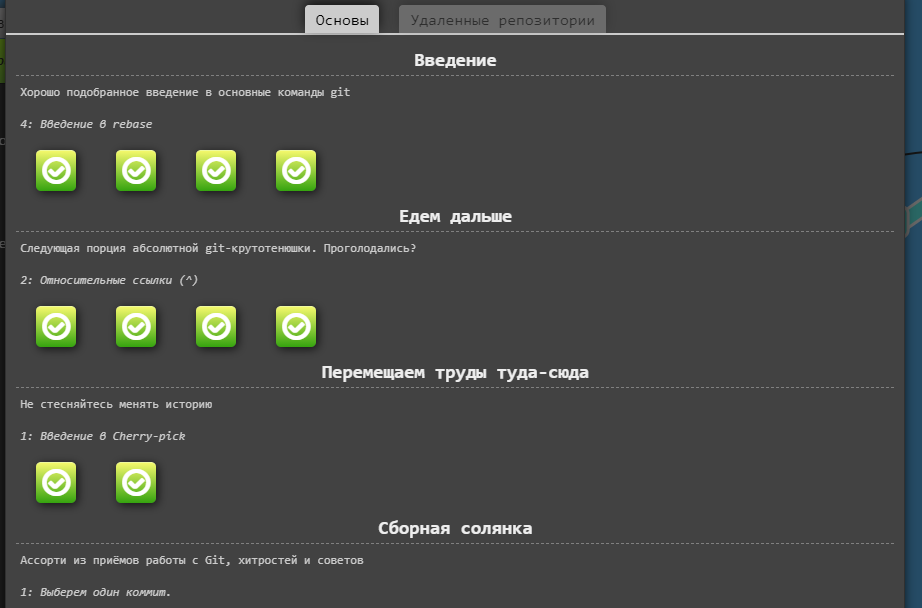 Основы
Удаленные репозитории
Введение
Хорошо подобранное введение в основные команды git
4: Введение в rebase
Едем дальше
Следующая порция абсолютной git-крутотенюшки. Проголодались?
2: Относительные ссылки (^)
Перемещаем труды туда-сюда
Не стесняйтесь менять историю
1: Введение в Cherry-pick
Сборная солянка
Ассорти из приёмов работы с Git, хитростей и советов
1: Выберем один коммит.